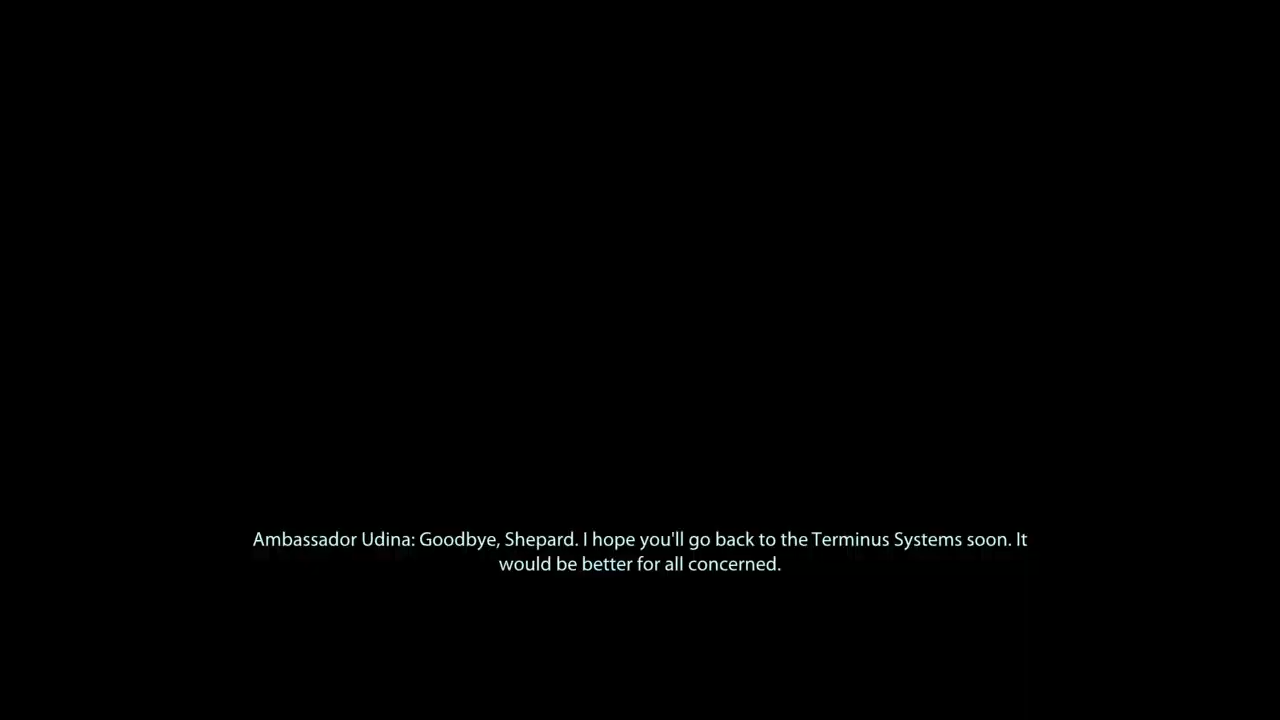 Ambassador Udina: Goodbye, Shepard. I hope you'll go back to the Terminus Systems soon. It
would be better for all concerned.